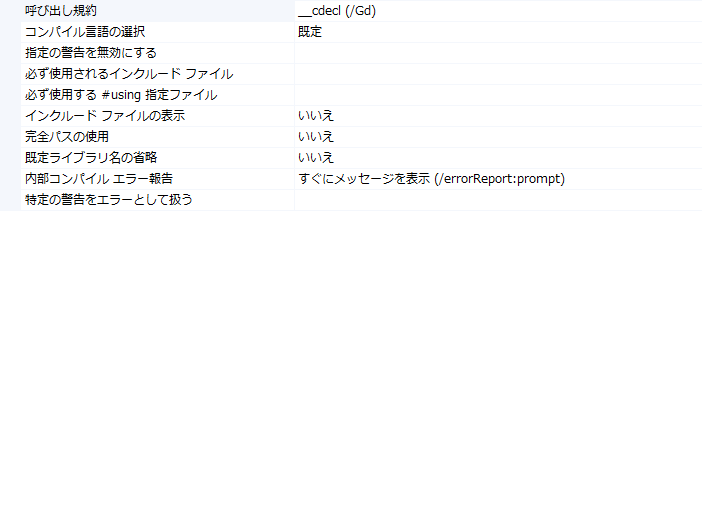 呼び出し規約 __cdecl (/Gd)
コンパイル言語の選択 既定
指定の警告を無効にする
必ず使用されるインクルード ファイル
必ず使用する #using 指定ファイル
インクルード ファイルの表示 いいえ
完全パスの使用 いいえ
既定ライブラリ名の省略 いいえ
内部コンパイル エラー報告 すぐにメッセージを表示 (/errorReport:prompt)
特定の警告をエラーとして扱う